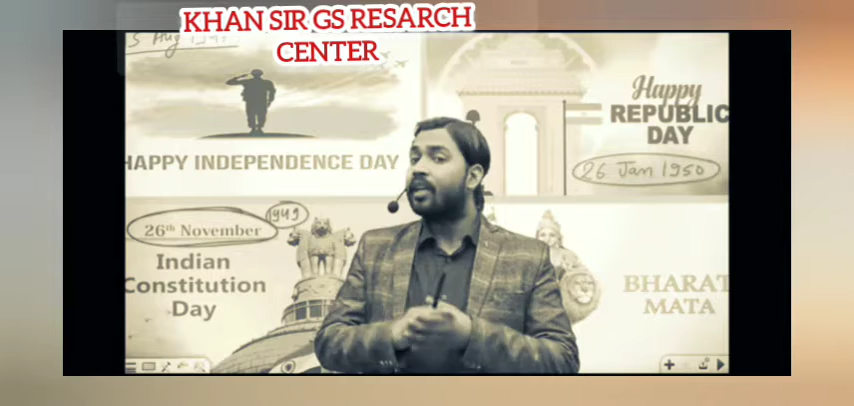 KHAN SIR GS RESARCH
CENTER
HAPPY INDEPENDENCE DAY
Happy
REPUBLIC
DAY
26 Jan 1950
1949
26th November
Indian
Constitution
Day
BHARAT
MATA